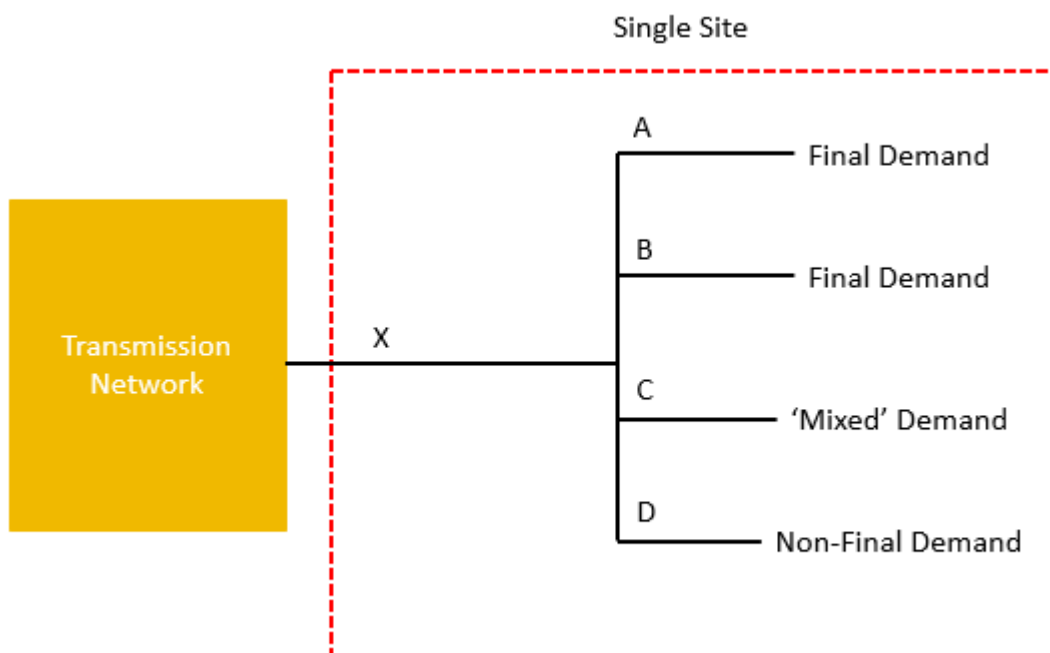 Single Site
A
Final Demand
B
Final Demand
Transmission
Network
X
C
‘Mixed’ Demand
D
Non-Final Demand